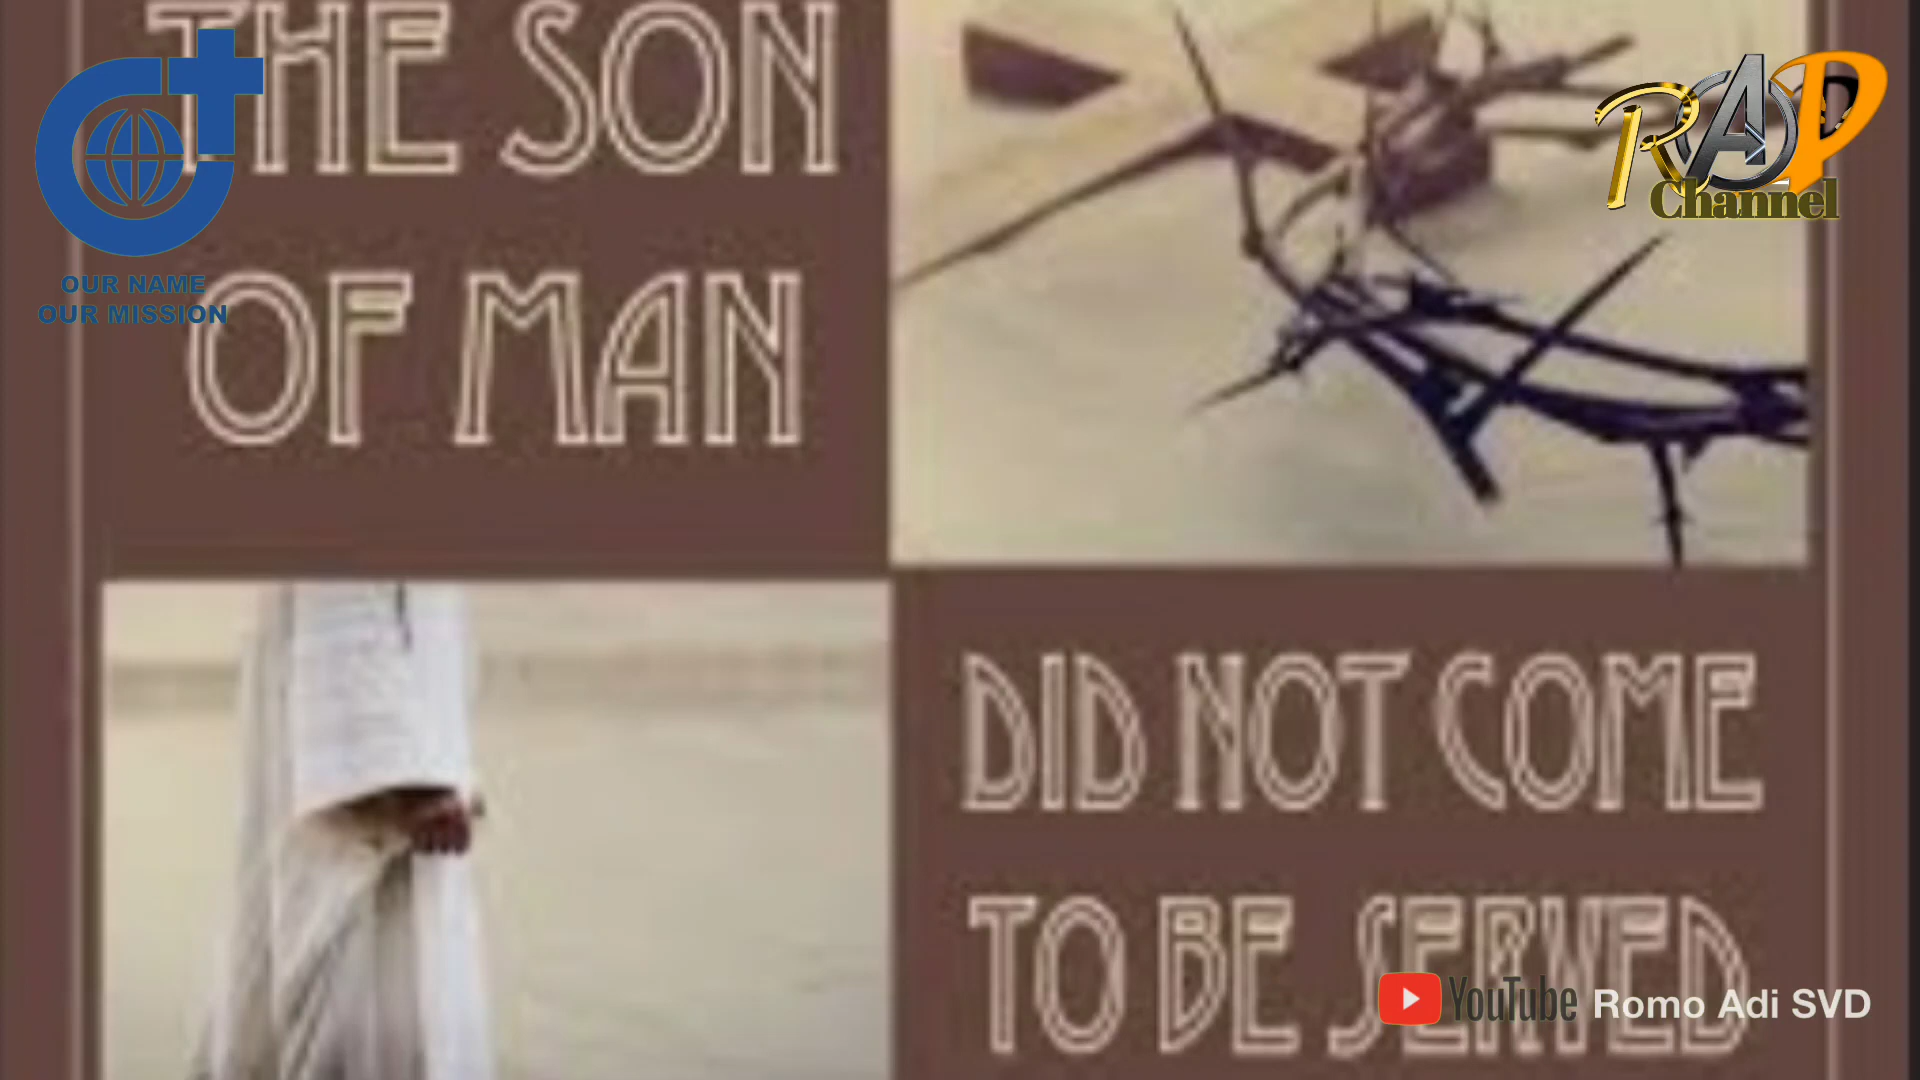 THE SON
OF MAN
OUR NAME
OUR MISSION
RAP
Channel
DID NOT COME
TO BE SERVED
YouTube Romo Adi SVD